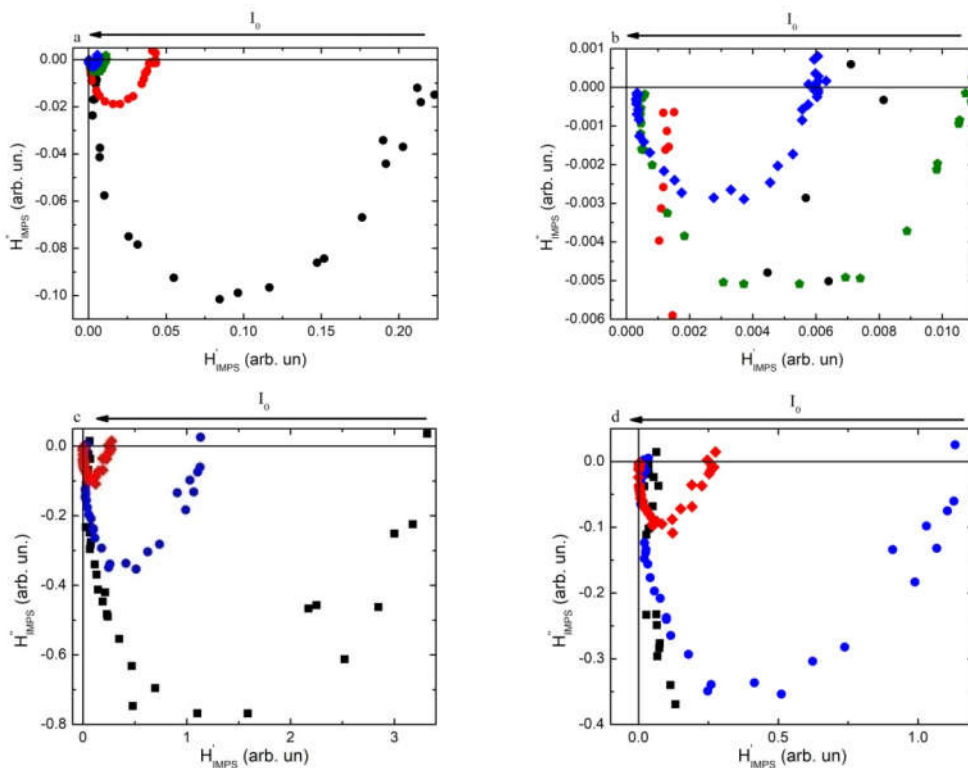 I₀
a
0.00
-0.02
-0.04
-0.06
-0.08
-0.10
0.00 0.05 0.10 0.15 0.20
H''IMPS (arb. un.)
H'IMPS (arb. un)
I₀
b
0.001
0.000
-0.001
-0.002
-0.003
-0.004
-0.005
-0.006
0.000 0.002 0.004 0.006 0.008 0.010
H''IMPS (arb. un.)
H'IMPS (arb. un)
I₀
c
0.0
-0.2
-0.4
-0.6
-0.8
0 1 2 3
H''IMPS (arb. un.)
H'IMPS (arb. un)
I₀
d
0.0
-0.1
-0.2
-0.3
-0.4
0.0 0.5 1.0
H''IMPS (arb. un.)
H'IMPS (arb. un)